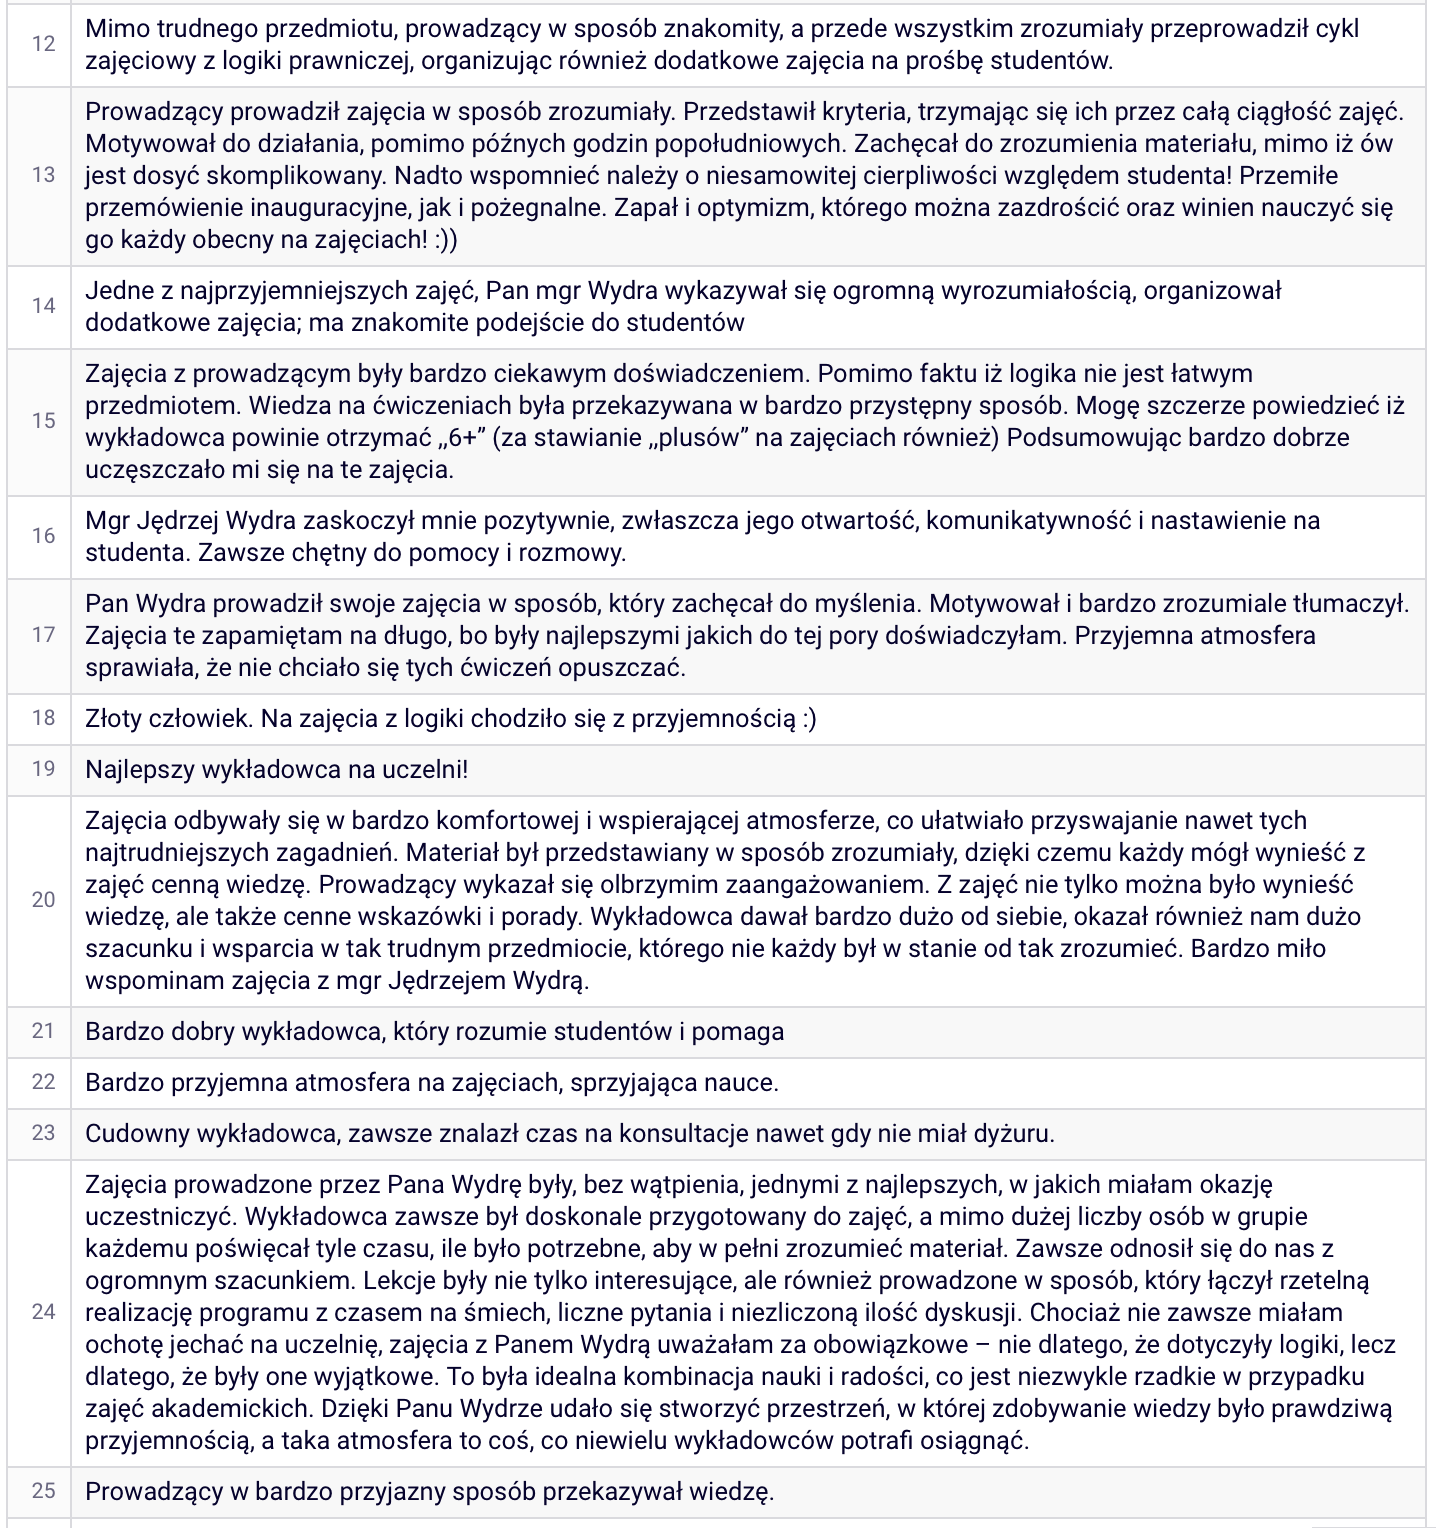 12
Mimo trudnego przedmiotu, prowadzący w sposób znakomity, a przede wszystkim zrozumiały przeprowadził cykl
zajęciowy z logiki prawniczej, organizując również dodatkowe zajęcia na prośbę studentów.
13
Prowadzący prowadził zajęcia w sposób zrozumiały. Przedstawił kryteria, trzymając się ich przez całą ciągłość zajęć.
Motywował do działania, pomimo późnych godzin popołudniowych. Zachęcał do zrozumienia materiału, mimo iż ów
jest dosyć skomplikowany. Nadto wspomnieć należy o niesamowitej cierpliwości względem studenta! Przemiłe
przemówienie inauguracyjne, jak i pożegnalne. Zapał i optymizm, którego można zazdrościć oraz winien nauczyć się
go każdy obecny na zajęciach! :))
14
Jedne z najprzyjemniejszych zajęć, Pan mgr Wydra wykazywał się ogromną wyrozumiałością, organizował
dodatkowe zajęcia; ma znakomite podejście do studentów
15
Zajęcia z prowadzącym były bardzo ciekawym doświadczeniem. Pomimo faktu iż logika nie jest łatwym
przedmiotem. Wiedza na ćwiczeniach była przekazywana w bardzo przystępny sposób. Mogę szczerze powiedzieć iż
wykładowca powinie otrzymać ,,6+” (za stawianie ,,plusów” na zajęciach również) Podsumowując bardzo dobrze
uczęszczało mi się na te zajęcia.
16
Mgr Jędrzej Wydra zaskoczył mnie pozytywnie, zwłaszcza jego otwartość, komunikatywność i nastawienie na
studenta. Zawsze chętny do pomocy i rozmowy.
17
Pan Wydra prowadził swoje zajęcia w sposób, który zachęcał do myślenia. Motywował i bardzo zrozumiale tłumaczył.
Zajęcia te zapamiętam na długo, bo były najlepszymi jakich do tej pory doświadczyłam. Przyjemna atmosfera
sprawiała, że nie chciało się tych ćwiczeń opuszczać.
18
Złoty człowiek. Na zajęcia z logiki chodziło się z przyjemnością :)
19
Najlepszy wykładowca na uczelni!
20
Zajęcia odbywały się w bardzo komfortowej i wspierającej atmosferze, co ułatwiało przyswajanie nawet tych
najtrudniejszych zagadnień. Materiał był przedstawiany w sposób zrozumiały, dzięki czemu każdy mógł wynieść z
zajęć cenną wiedzę. Prowadzący wykazał się olbrzymim zaangażowaniem. Z zajęć nie tylko można było wynieść
wiedzę, ale także cenne wskazówki i porady. Wykładowca dawał bardzo dużo od siebie, okazał również nam dużo
szacunku i wsparcia w tak trudnym przedmiocie, którego nie każdy był w stanie od tak zrozumieć. Bardzo miło
wspominam zajęcia z mgr Jędrzejem Wydrą.
21
Bardzo dobry wykładowca, który rozumie studentów i pomaga
22
Bardzo przyjemna atmosfera na zajęciach, sprzyjająca nauce.
23
Cudowny wykładowca, zawsze znalazł czas na konsultacje nawet gdy nie miał dyżuru.
24
Zajęcia prowadzone przez Pana Wydrę były, bez wątpienia, jednymi z najlepszych, w jakich miałam okazję
uczestniczyć. Wykładowca zawsze był doskonale przygotowany do zajęć, a mimo dużej liczby osób w grupie
każdemu poświęcał tyle czasu, ile było potrzebne, aby w pełni zrozumieć materiał. Zawsze odnosił się do nas z
ogromnym szacunkiem. Lekcje były nie tylko interesujące, ale również prowadzone w sposób, który łączył rzetelną
realizację programu z czasem na śmiech, liczne pytania i niezliczoną ilość dyskusji. Chociaż nie zawsze miałam
ochotę jechać na uczelnię, zajęcia z Panem Wydrą uważałam za obowiązkowe – nie dlatego, że dotyczyły logiki, lecz
dlatego, że były one wyjątkowe. To była idealna kombinacja nauki i radości, co jest niezwykle rzadkie w przypadku
zajęć akademickich. Dzięki Panu Wydrze udało się stworzyć przestrzeń, w której zdobywanie wiedzy było prawdziwą
przyjemnością, a taka atmosfera to coś, co niewielu wykładowców potrafi osiągnąć.
25
Prowadzący w bardzo przyjazny sposób przekazywał wiedzę.